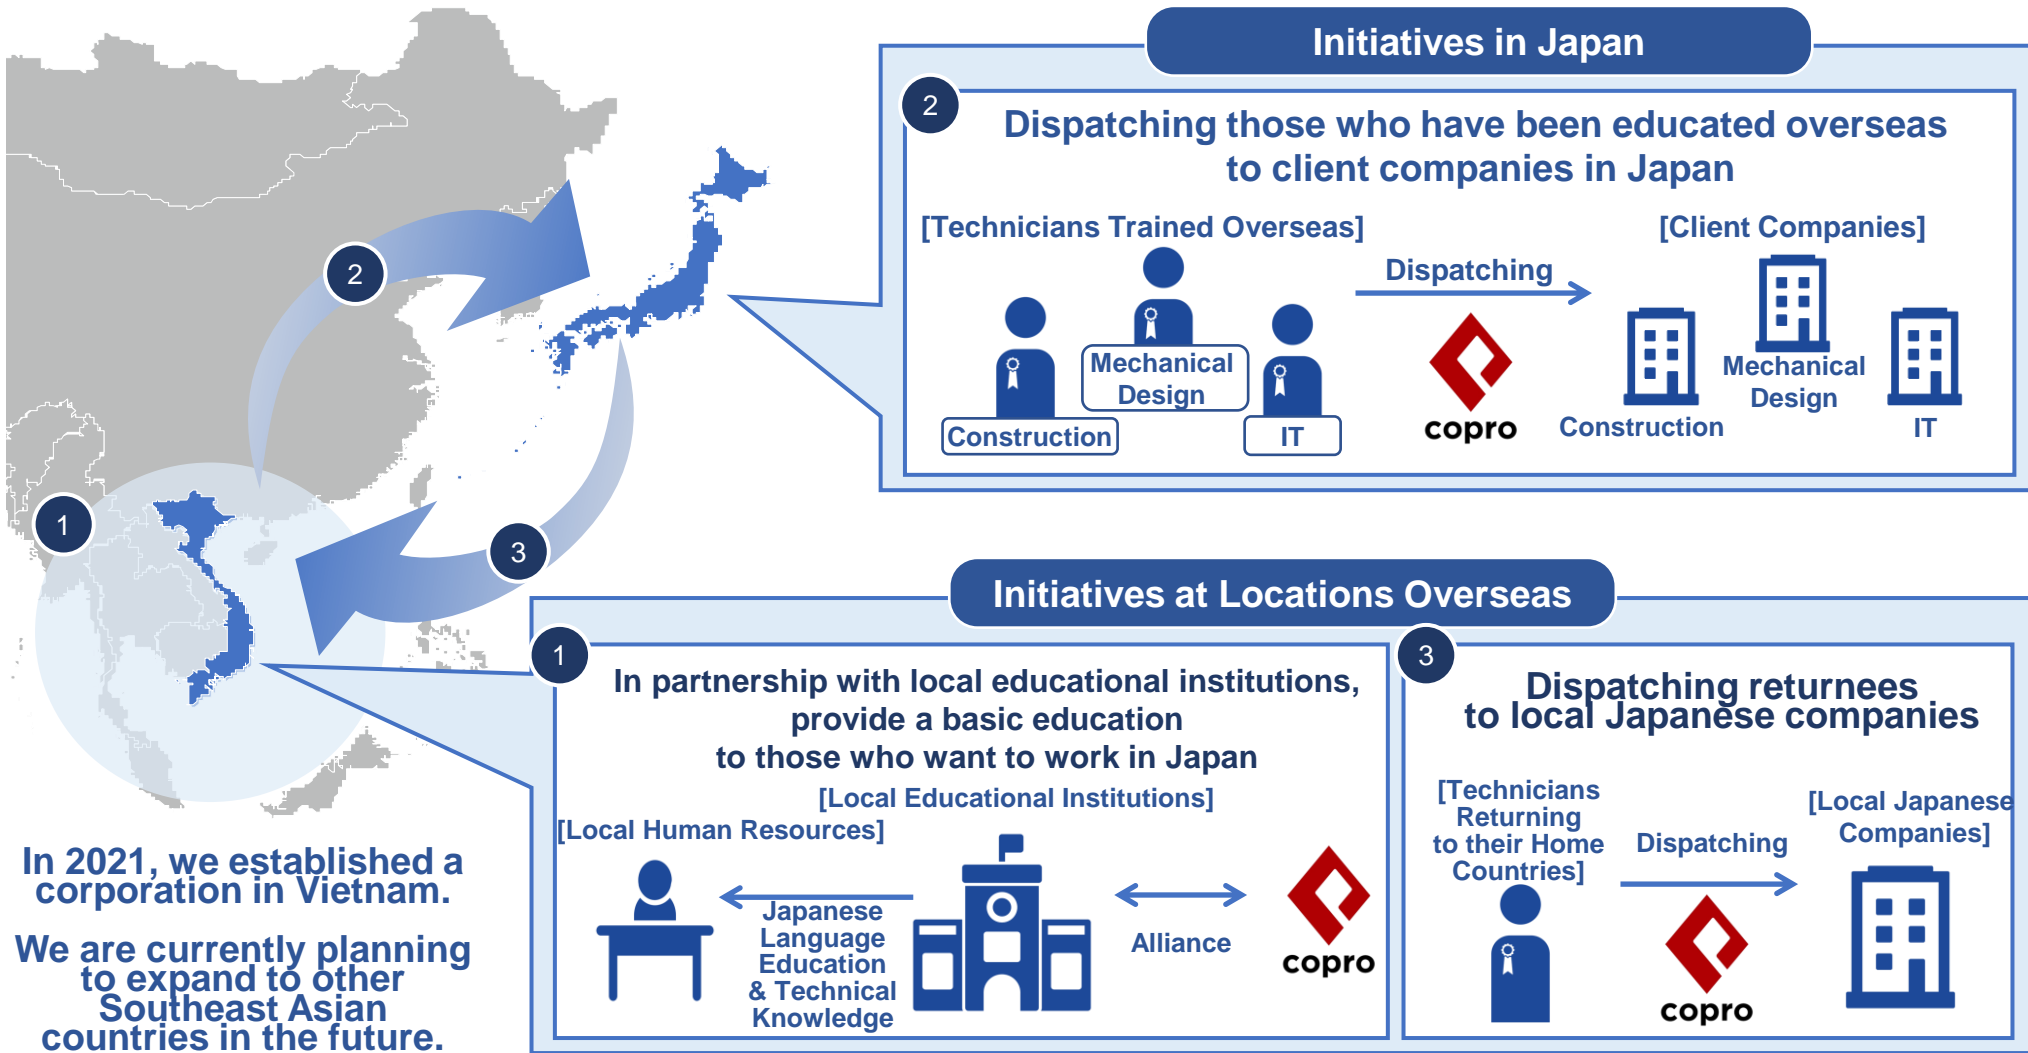 Initiatives in Japan
2
Dispatching those who have been educated overseas
to client companies in Japan
[Technicians Trained Overseas]
[Client Companies]
Dispatching
Mechanical
Design
Construction
IT
copro
Construction
Mechanical
Design
IT
2
1
3
Initiatives at Locations Overseas
1
In partnership with local educational institutions,
provide a basic education
to those who want to work in Japan
[Local Educational Institutions]
[Local Human Resources]
Japanese
Language
Education
& Technical
Knowledge
Alliance
copro
3
Dispatching returnees
to local Japanese companies
[Technicians
Returning
to their Home
Countries]
Dispatching
copro
[Local Japanese
Companies]
In 2021, we established a
corporation in Vietnam.
We are currently planning
to expand to other
Southeast Asian
countries in the future.